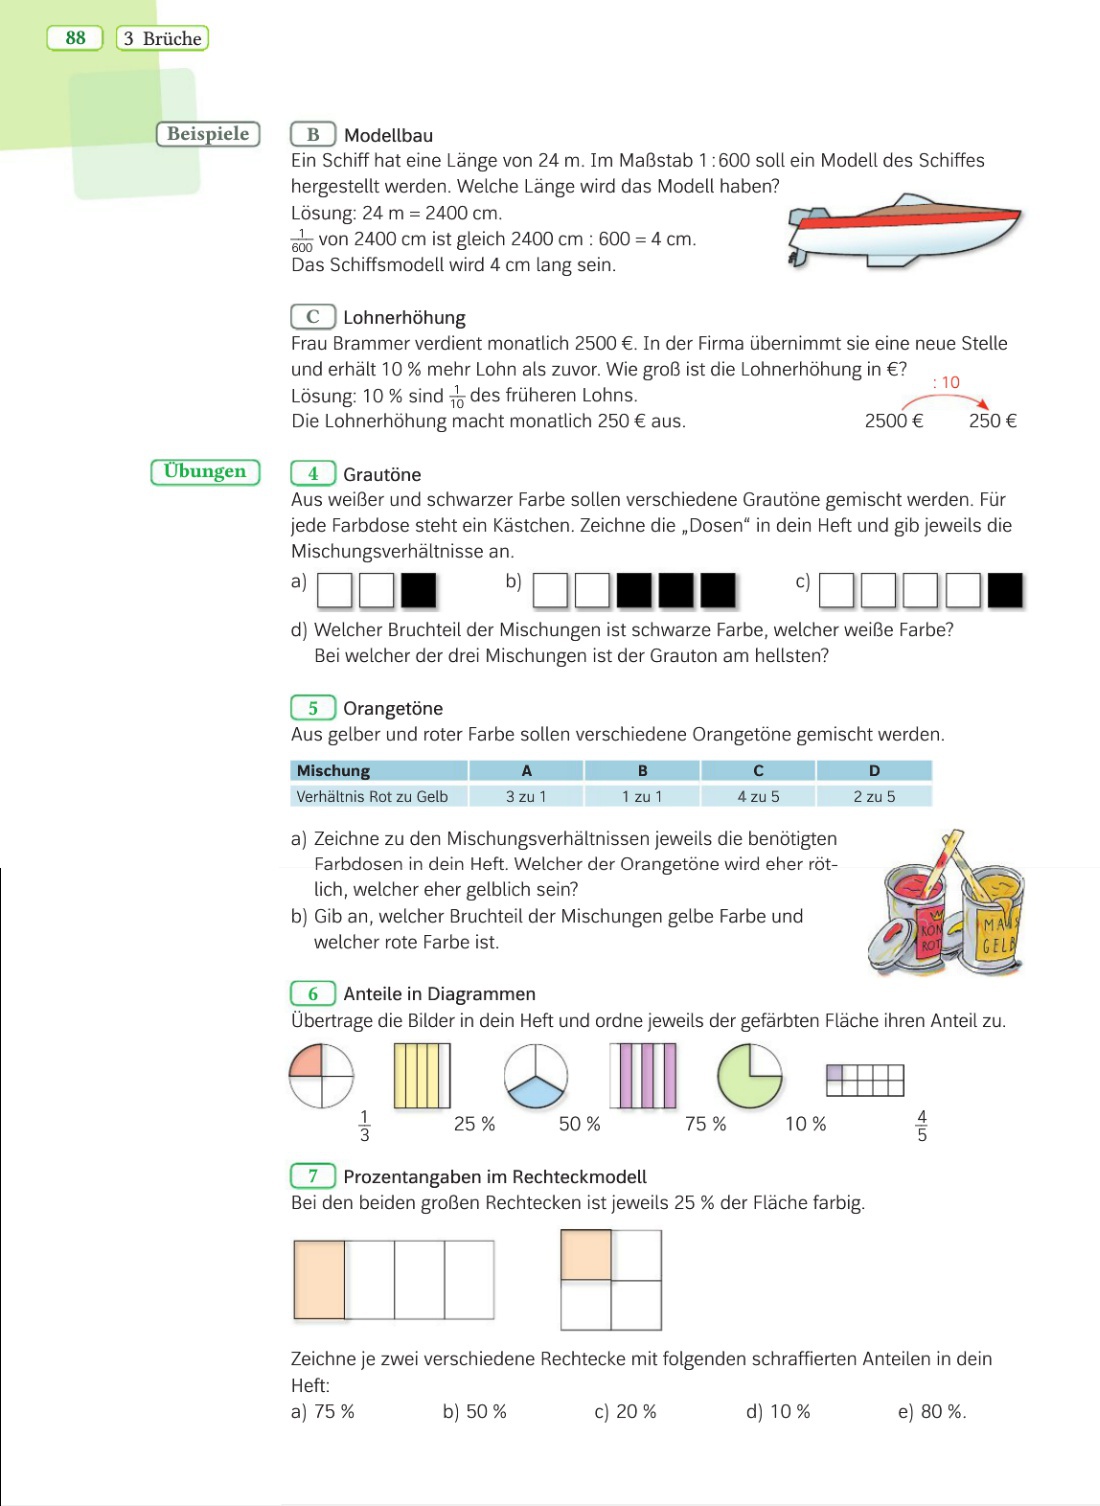 88 3 Brüche
Beispiele
B Modellbau
Ein Schiff hat eine Länge von 24 m. Im Maßstab 1:600 soll ein Modell des Schiffes
hergestellt werden. Welche Länge wird das Modell haben?
Lösung: 24 m = 2400 cm.
1/600 von 2400 cm ist gleich 2400 cm : 600 = 4 cm.
Das Schiffsmodell wird 4 cm lang sein.
C Lohnerhöhung
Frau Brammer verdient monatlich 2500 €. In der Firma übernimmt sie eine neue Stelle
und erhält 10 % mehr Lohn als zuvor. Wie groß ist die Lohnerhöhung in €?
: 10
Lösung: 10 % sind 1/10 des früheren Lohns.
Die Lohnerhöhung macht monatlich 250 € aus. 2500 € 250 €
Übungen
4 Grautöne
Aus weißer und schwarzer Farbe sollen verschiedene Grautöne gemischt werden. Für
jede Farbdose steht ein Kästchen. Zeichne die „Dosen“ in dein Heft und gib jeweils die
Mischungsverhältnisse an.
a) b) c)
d) Welcher Bruchteil der Mischungen ist schwarze Farbe, welcher weiße Farbe?
Bei welcher der drei Mischungen ist der Grauton am hellsten?
5 Orangetöne
Aus gelber und roter Farbe sollen verschiedene Orangetöne gemischt werden.
Mischung A B C D
Verhältnis Rot zu Gelb 3 zu 1 1 zu 1 4 zu 5 2 zu 5
a) Zeichne zu den Mischungsverhältnissen jeweils die benötigten
Farbdosen in dein Heft. Welcher der Orangetöne wird eher röt-
lich, welcher eher gelblich sein?
b) Gib an, welcher Bruchteil der Mischungen gelbe Farbe und
welcher rote Farbe ist.
KÖN
ROT
MAIS
GELB
6 Anteile in Diagrammen
Übertrage die Bilder in dein Heft und ordne jeweils der gefärbten Fläche ihren Anteil zu.
1/3 25 % 50 % 75 % 10 % 4/5
7 Prozentangaben im Rechteckmodell
Bei den beiden großen Rechtecken ist jeweils 25 % der Fläche farbig.
Zeichne je zwei verschiedene Rechtecke mit folgenden schraffierten Anteilen in dein
Heft:
a) 75 % b) 50 % c) 20 % d) 10 % e) 80 %.